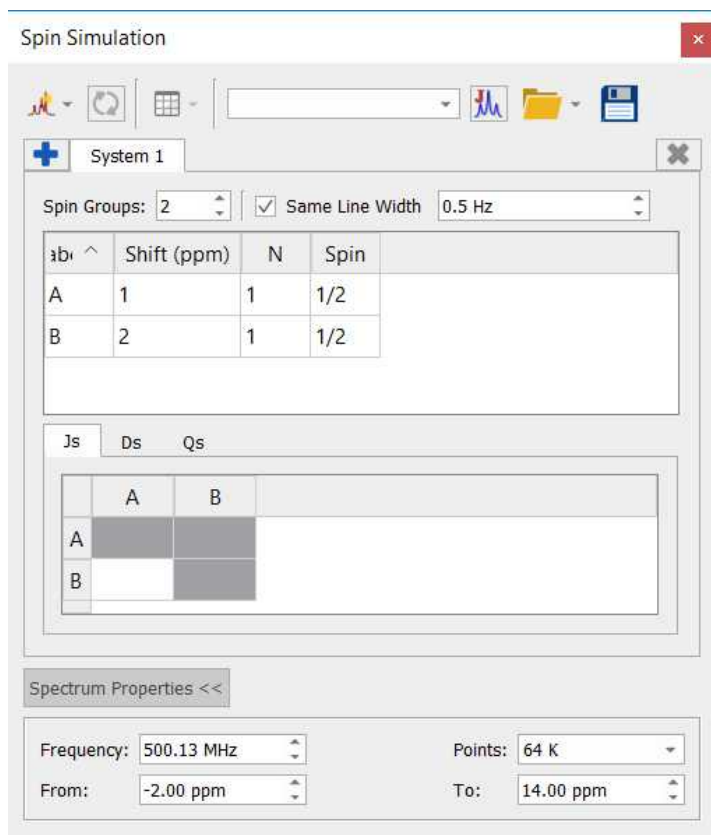 Spin Simulation
System 1
Spin Groups: 2 Same Line Width 0.5 Hz
Shift (ppm) N Spin
A 1 1 1/2
B 2 1 1/2
Js Ds Qs
A B
A
B
Spectrum Properties <<
Frequency: 500.13 MHz Points: 64 K
From: -2.00 ppm To: 14.00 ppm